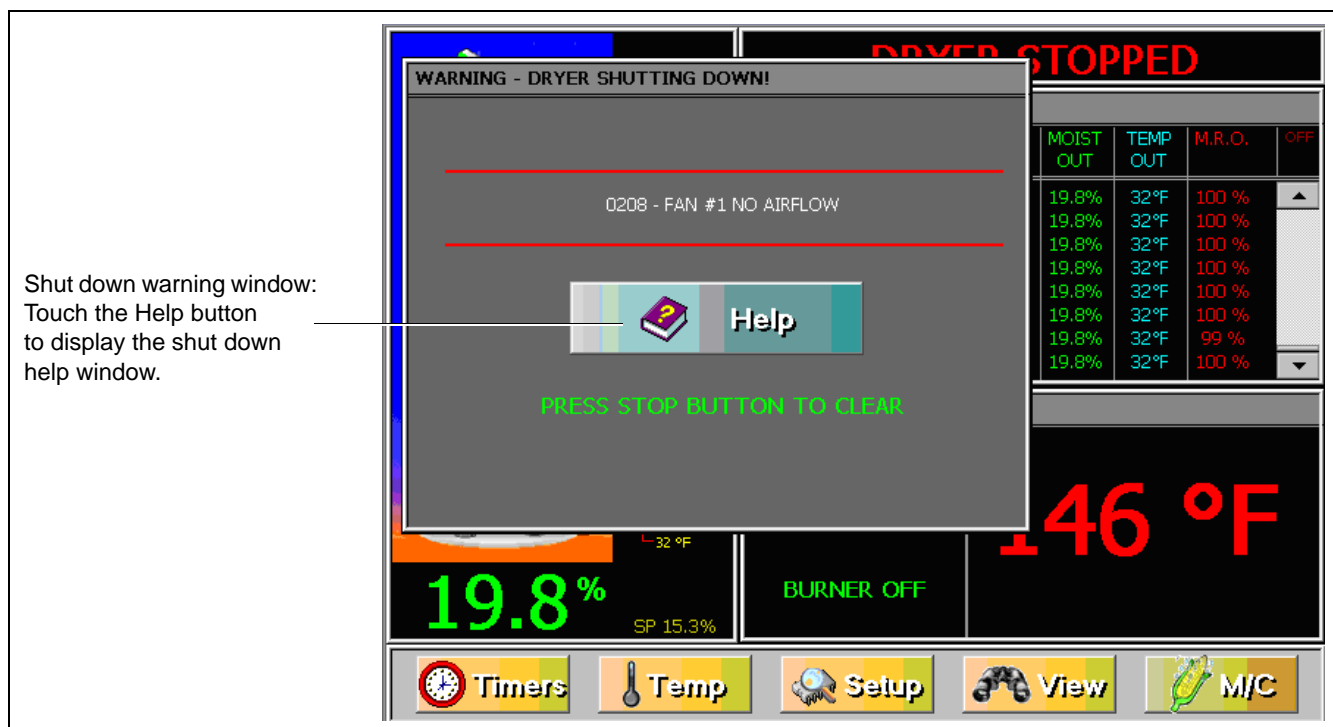 Shut down warning window:
Touch the Help button
to display the shut down
help window.
DRYER STOPPED
WARNING - DRYER SHUTTING DOWN!
0208 - FAN #1 NO AIRFLOW
Help
PRESS STOP BUTTON TO CLEAR
MOIST OUT TEMP OUT M.R.O. OFF
19.8% 32°F 100 %
19.8% 32°F 100 %
19.8% 32°F 100 %
19.8% 32°F 100 %
19.8% 32°F 100 %
19.8% 32°F 100 %
19.8% 32°F 99 %
19.8% 32°F 100 %
32 °F
19.8%
SP 15.3%
BURNER OFF
146 °F
Timers
Temp
Setup
View
M/C